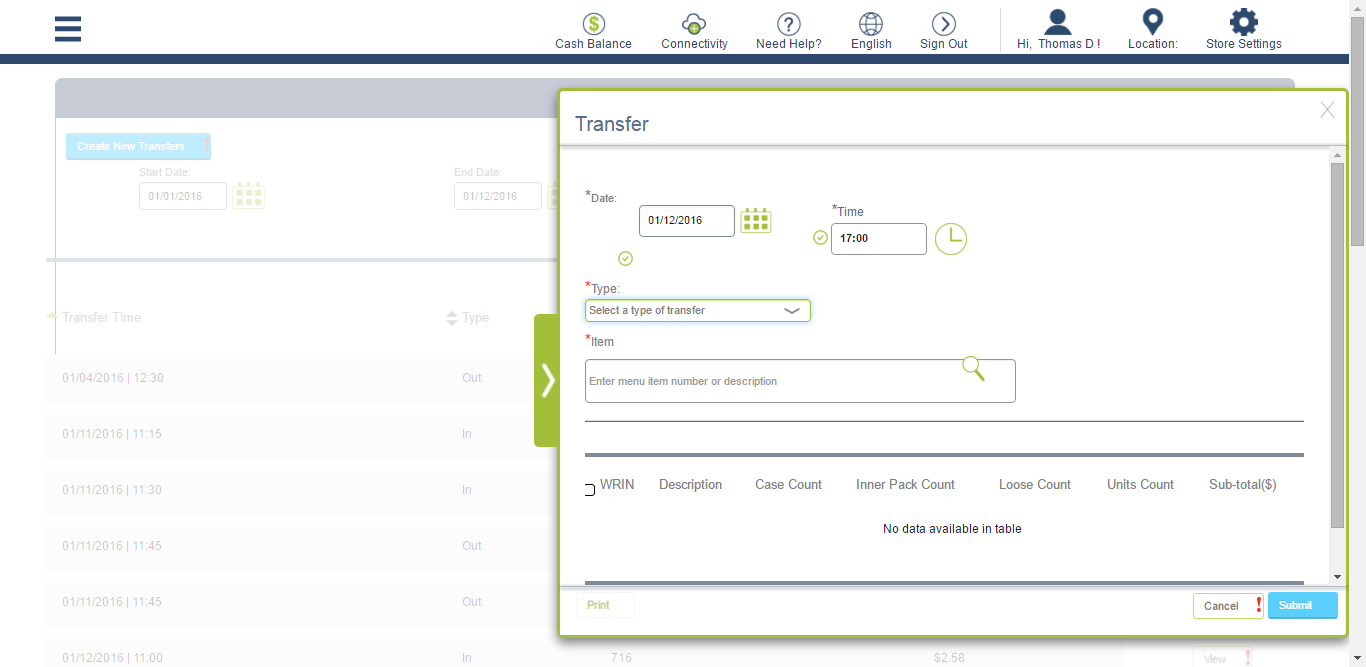 Cash Balance
Connectivity
Need Help?
English
Sign Out
Hi, Thomas D !
Location:
Store Settings
Create New Transfers !
Start Date:
01/01/2016
End Date:
01/12/2016
Transfer Time
Type
01/04/2016 | 12:30 Out
01/11/2016 | 11:15 In
01/11/2016 | 11:30 In
01/11/2016 | 11:45 Out
01/11/2016 | 11:45 Out
01/12/2016 | 11:00 In 716 $2.58 View !
Transfer
X
*Date:
01/12/2016
*Time
17:00
*Type:
Select a type of transfer
*Item
Enter menu item number or description
WRIN Description Case Count Inner Pack Count Loose Count Units Count Sub-total($)
No data available in table
Print
Cancel !
Submit